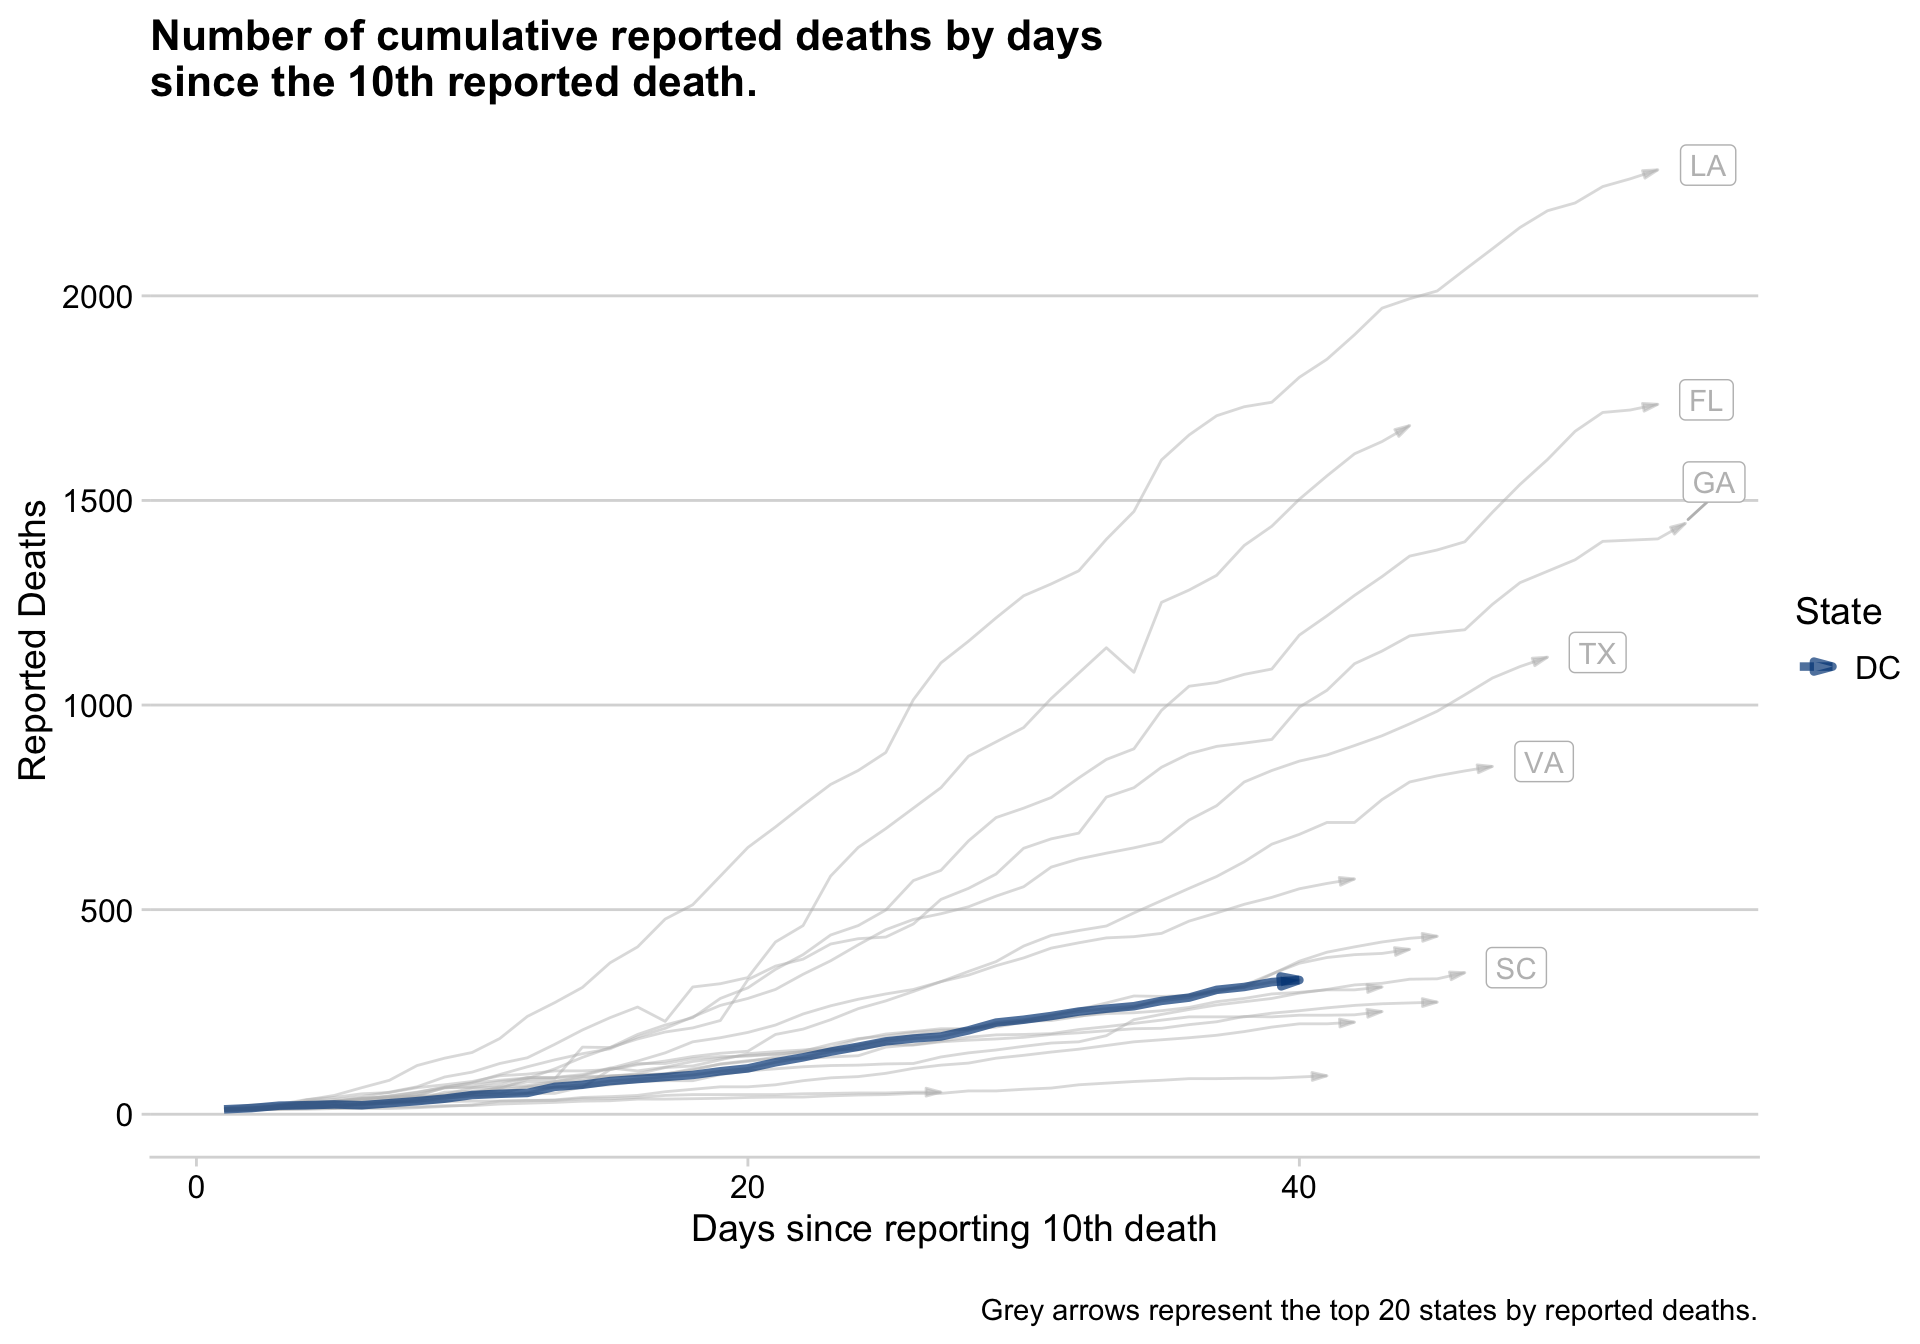 Number of cumulative reported deaths by days
since the 10th reported death.
LA
2000
FL
GA
1500
Reported Deaths
State
TX
DC
1000
VA
500
SC
0
0 20 40
Days since reporting 10th death
Grey arrows represent the top 20 states by reported deaths.